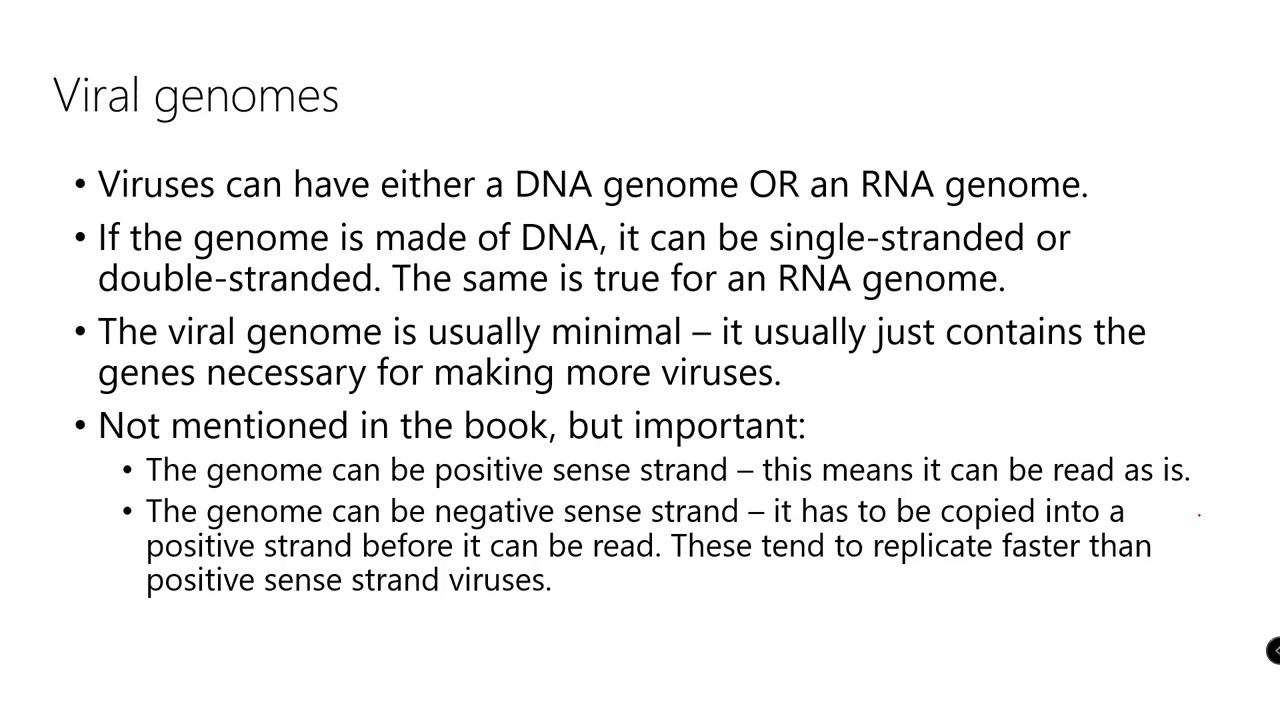 Viral genomes
• Viruses can have either a DNA genome OR an RNA genome.
• If the genome is made of DNA, it can be single-stranded or
double-stranded. The same is true for an RNA genome.
• The viral genome is usually minimal – it usually just contains the
genes necessary for making more viruses.
• Not mentioned in the book, but important:
• The genome can be positive sense strand – this means it can be read as is.
• The genome can be negative sense strand – it has to be copied into a
positive strand before it can be read. These tend to replicate faster than
positive sense strand viruses.